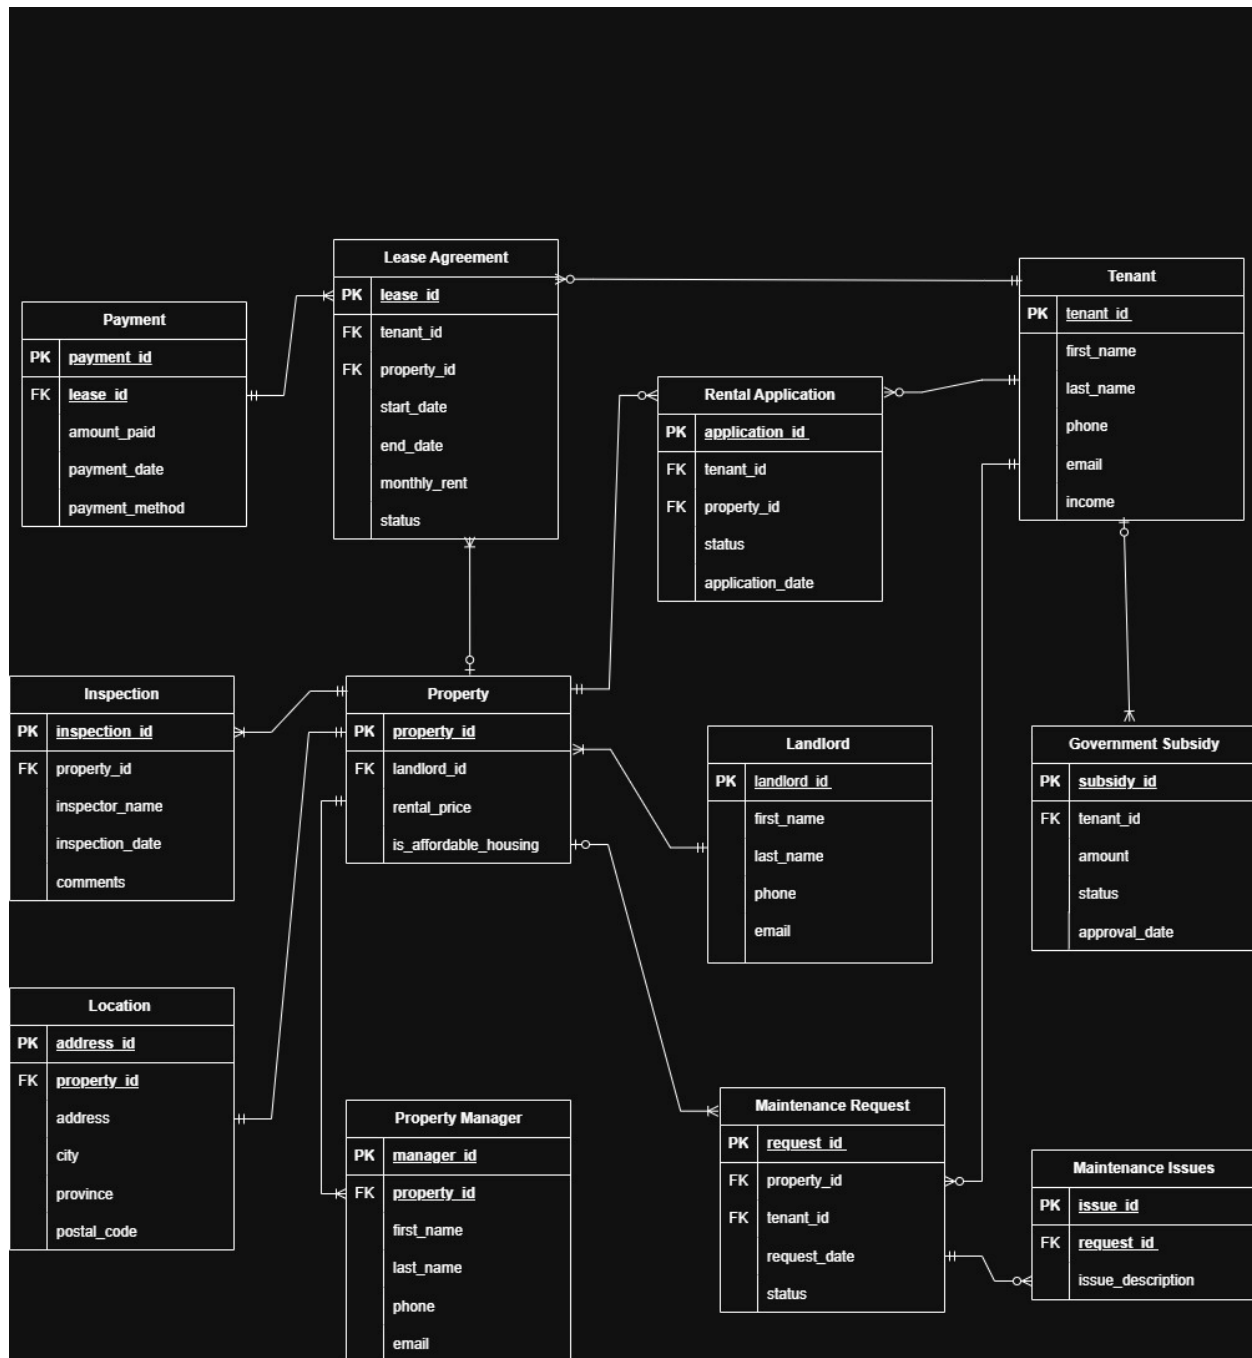 Lease Agreement
PK lease_id
FK tenant_id
FK property_id
start_date
end_date
monthly_rent
status
Tenant
PK tenant_id
first_name
last_name
phone
email
income
Payment
PK payment_id
FK lease_id
amount_paid
payment_date
payment_method
Rental Application
PK application_id
FK tenant_id
FK property_id
status
application_date
Inspection
PK inspection_id
FK property_id
inspector_name
inspection_date
comments
Property
PK property_id
FK landlord_id
rental_price
is_affordable_housing
Landlord
PK landlord_id
first_name
last_name
phone
email
Government Subsidy
PK subsidy_id
FK tenant_id
amount
status
approval_date
Location
PK address_id
FK property_id
address
city
province
postal_code
Property Manager
PK manager_id
FK property_id
first_name
last_name
phone
email
Maintenance Request
PK request_id
FK property_id
FK tenant_id
request_date
status
Maintenance Issues
PK issue_id
FK request_id
issue_description